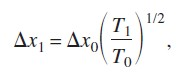 Δx₁ = Δx₀(T₁/T₀)^{1/2},